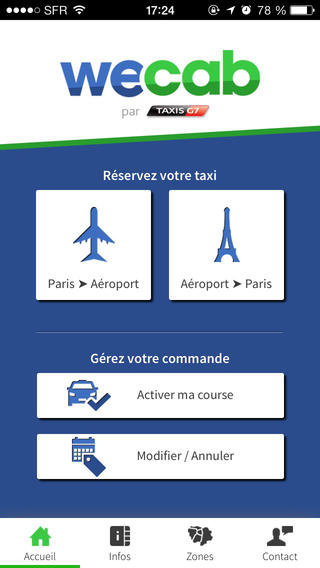 SFR 17:24 78 %
wecab
par TAXIS G7
Réservez votre taxi
Paris ➤ Aéroport
Aéroport ➤ Paris
Gérez votre commande
Activer ma course
Modifier / Annuler
Accueil Infos Zones Contact